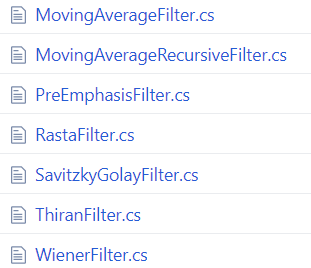 MovingAverageFilter.cs
MovingAverageRecursiveFilter.cs
PreEmphasisFilter.cs
RastaFilter.cs
SavitzkyGolayFilter.cs
ThiranFilter.cs
WienerFilter.cs